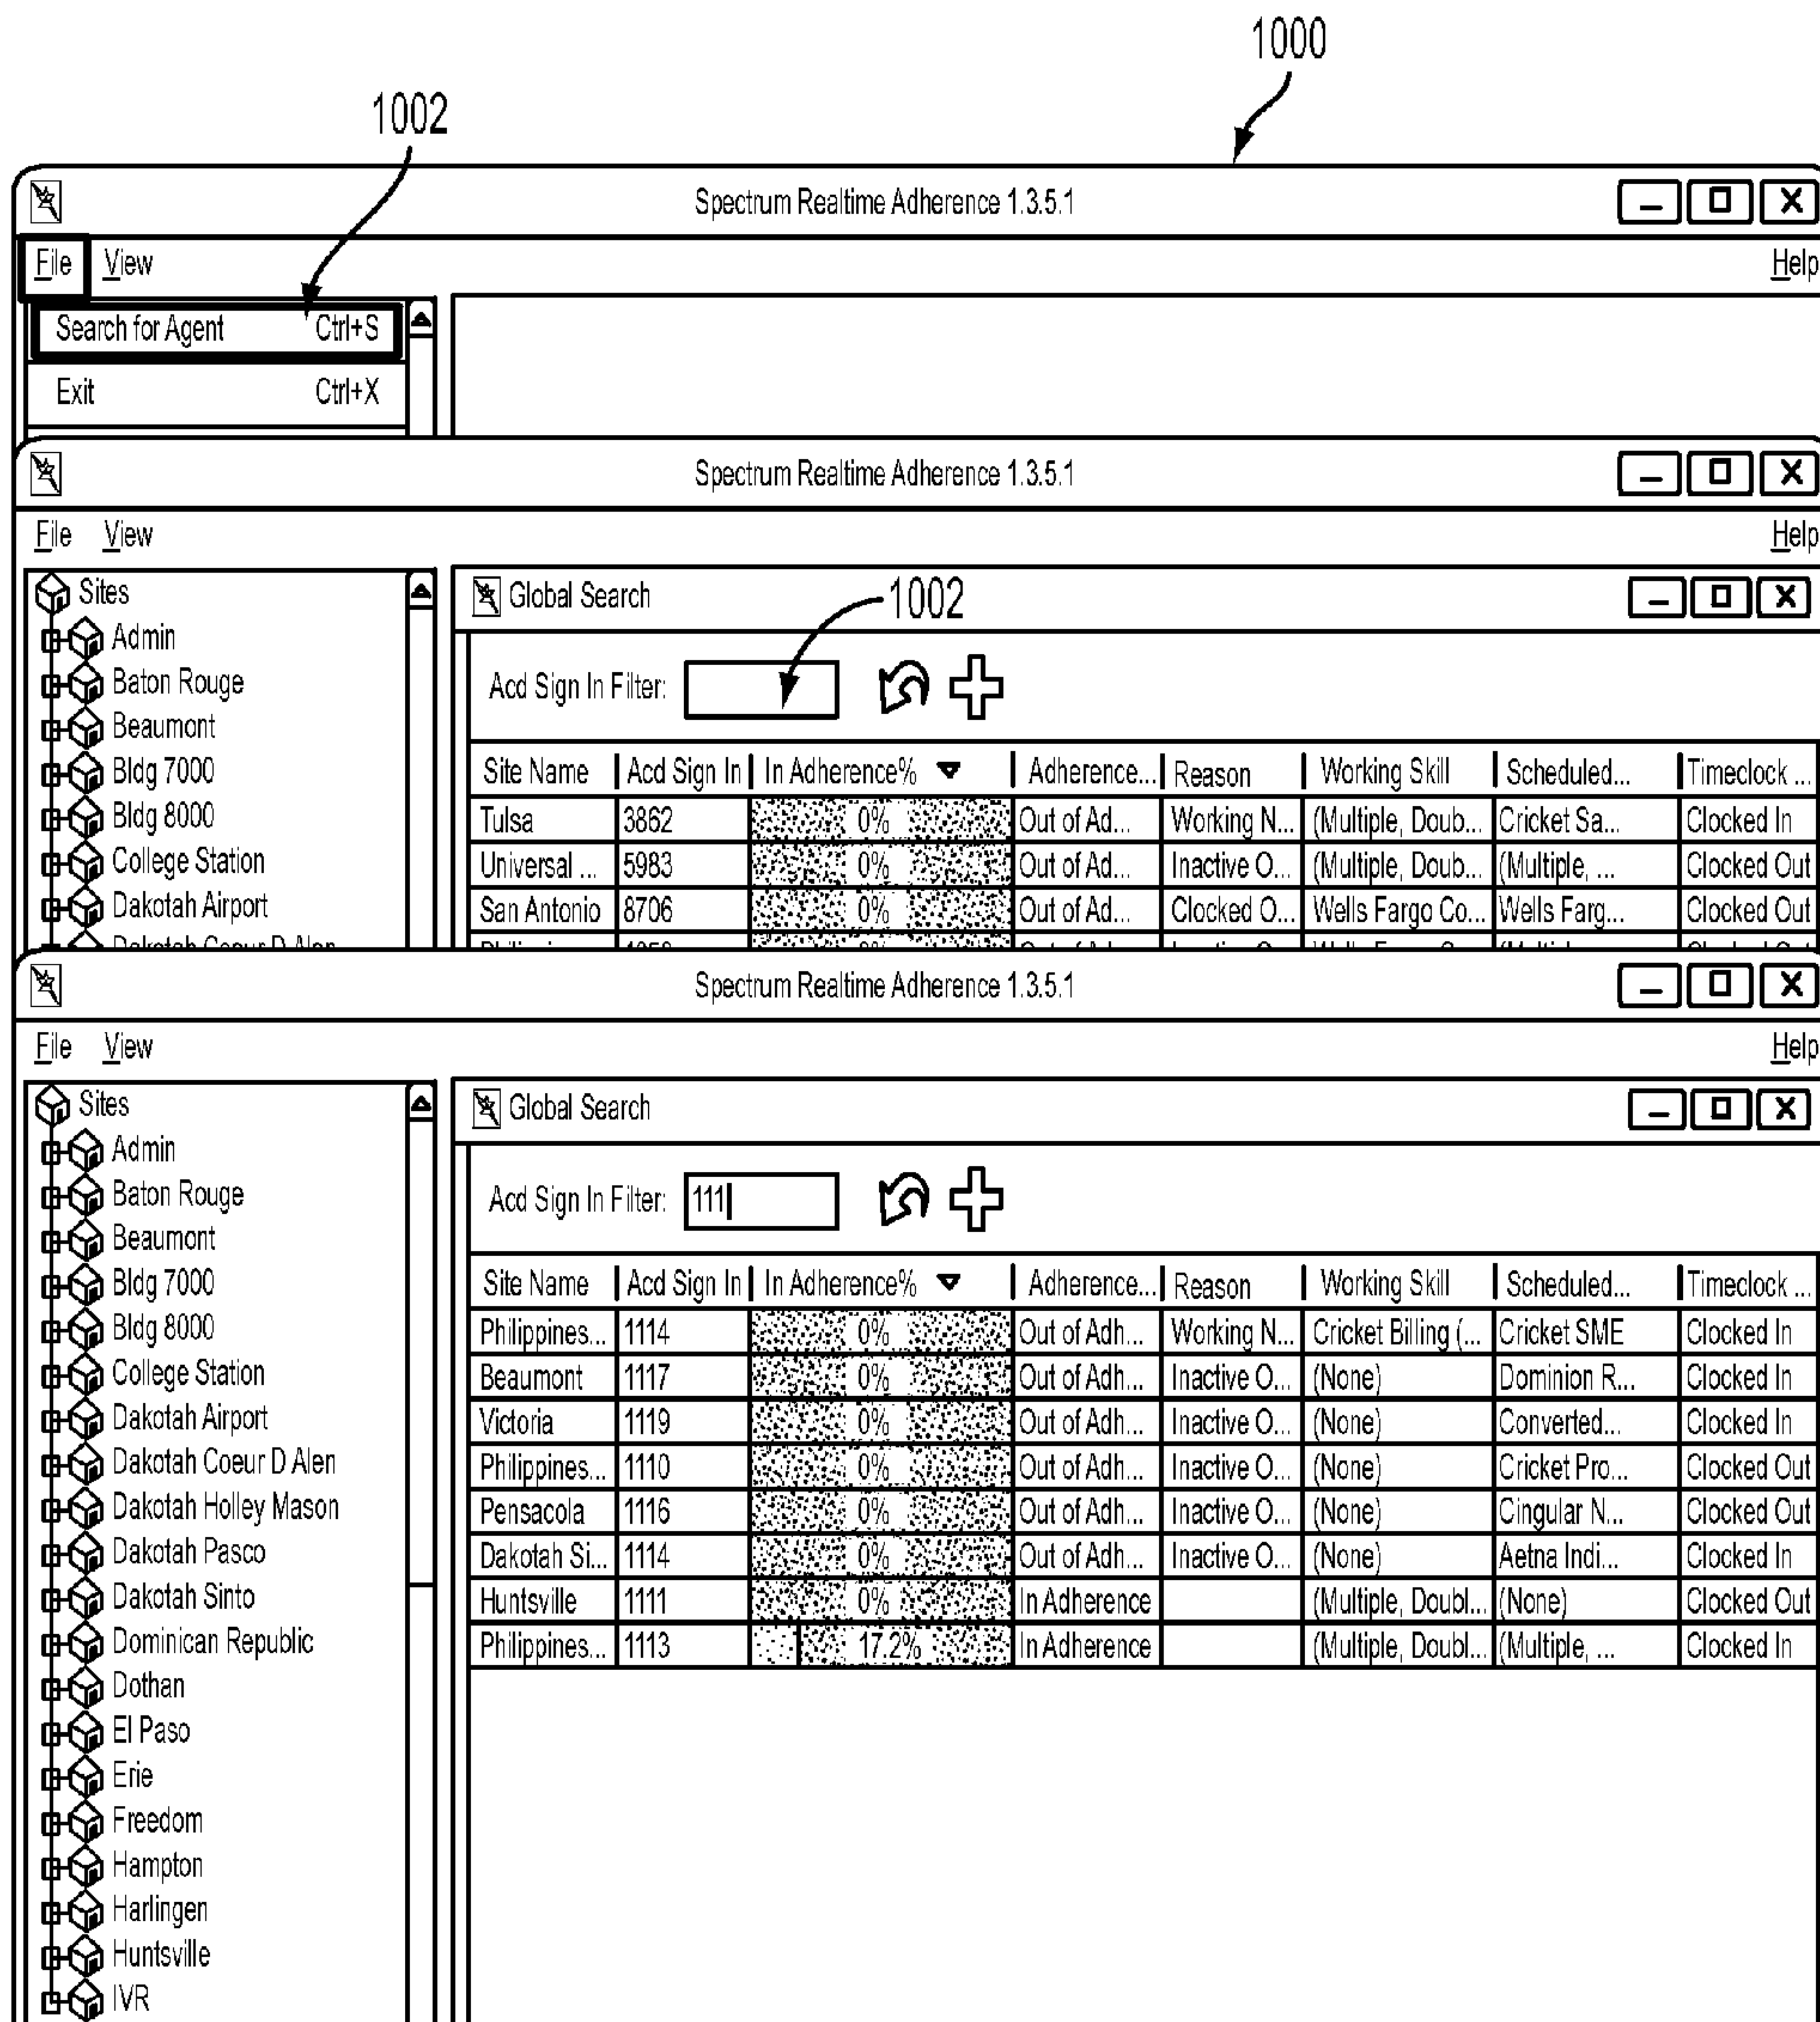 1000
1002
Spectrum Realtime Adherence 1.3.5.1
File View Help
Search for Agent Ctrl+S
Exit Ctrl+X
Spectrum Realtime Adherence 1.3.5.1
File View Help
Sites
Admin
Baton Rouge
Beaumont
Bldg 7000
Bldg 8000
College Station
Dakotah Airport
Dakotah Coeur D Alen
Global Search
1002
Acd Sign In Filter:
Site Name Acd Sign In In Adherence% Adherence... Reason Working Skill Scheduled... Timeclock ...
Tulsa 3862 0% Out of Ad... Working N... (Multiple, Doub... Cricket Sa... Clocked In
Universal ... 5983 0% Out of Ad... Inactive O... (Multiple, Doub... (Multiple, ... Clocked Out
San Antonio 8706 0% Out of Ad... Clocked O... Wells Fargo Co... Wells Farg... Clocked Out
Spectrum Realtime Adherence 1.3.5.1
File View Help
Sites
Admin
Baton Rouge
Beaumont
Bldg 7000
Bldg 8000
College Station
Dakotah Airport
Dakotah Coeur D Alen
Dakotah Holley Mason
Dakotah Pasco
Dakotah Sinto
Dominican Republic
Dothan
El Paso
Erie
Freedom
Hampton
Harlingen
Huntsville
IVR
Global Search
Acd Sign In Filter: 111
Site Name Acd Sign In In Adherence% Adherence... Reason Working Skill Scheduled... Timeclock ...
Philippines... 1114 0% Out of Adh... Working N... Cricket Billing (... Cricket SME Clocked In
Beaumont 1117 0% Out of Adh... Inactive O... (None) Dominion R... Clocked In
Victoria 1119 0% Out of Adh... Inactive O... (None) Converted... Clocked In
Philippines... 1110 0% Out of Adh... Inactive O... (None) Cricket Pro... Clocked Out
Pensacola 1116 0% Out of Adh... Inactive O... (None) Cingular N... Clocked Out
Dakotah Si... 1114 0% Out of Adh... Inactive O... (None) Aetna Indi... Clocked In
Huntsville 1111 0% In Adherence (Multiple, Doubl... (None) Clocked Out
Philippines... 1113 17.2% In Adherence (Multiple, Doubl... (Multiple, ... Clocked In